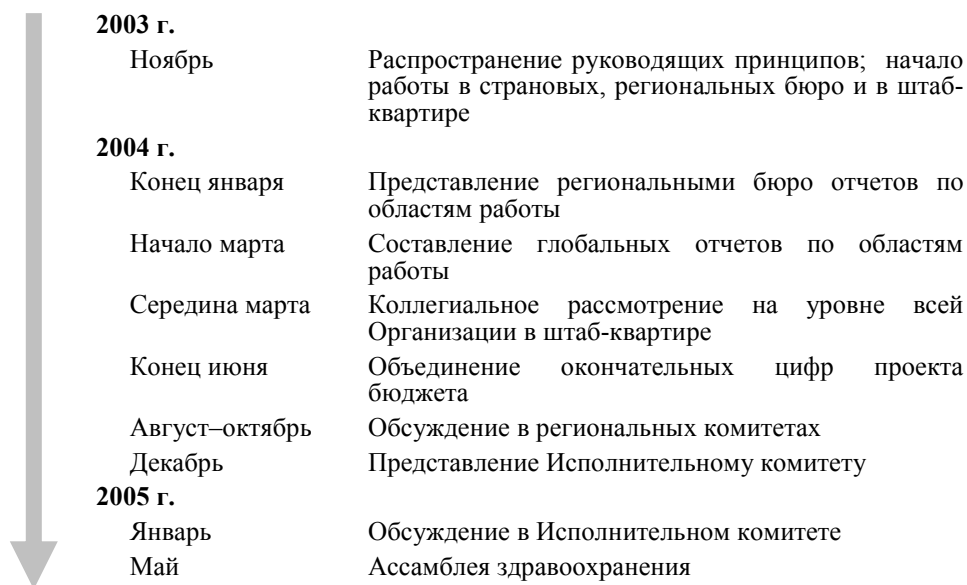 2003 г.
Ноябрь Распространение руководящих принципов; начало
работы в страновых, региональных бюро и в штаб-
квартире
2004 г.
Конец января Представление региональными бюро отчетов по
областям работы
Начало марта Составление глобальных отчетов по областям
работы
Середина марта Коллегиальное рассмотрение на уровне всей
Организации в штаб-квартире
Конец июня Объединение окончательных цифр проекта
бюджета
Август–октябрь Обсуждение в региональных комитетах
Декабрь Представление Исполнительному комитету
2005 г.
Январь Обсуждение в Исполнительном комитете
Май Ассамблея здравоохранения